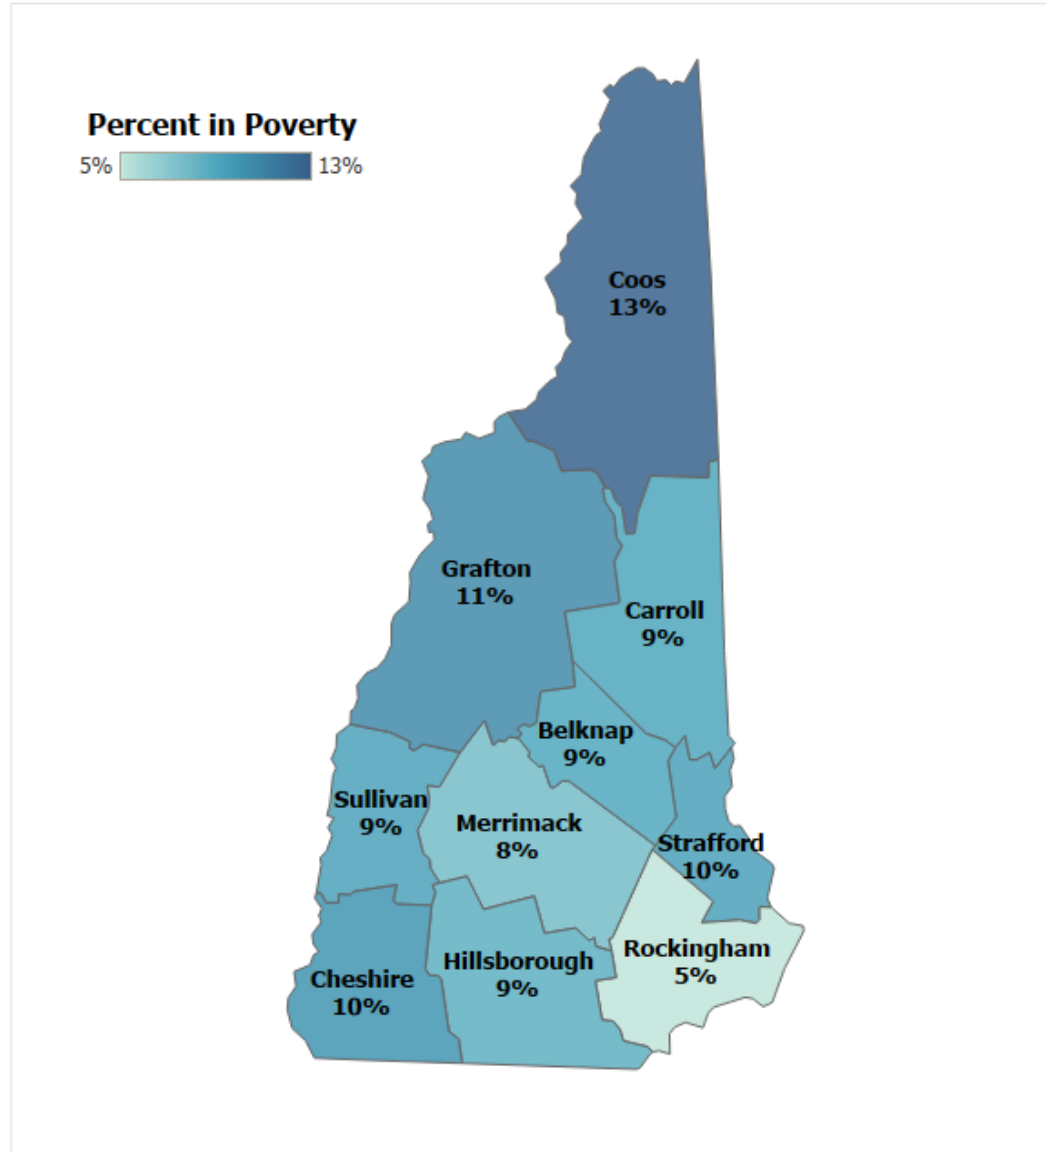 Percent in Poverty
5% 13%
Coos
13%
Grafton
11%
Carroll
9%
Belknap
9%
Sullivan
9%
Merrimack
8%
Strafford
10%
Rockingham
5%
Hillsborough
9%
Cheshire
10%